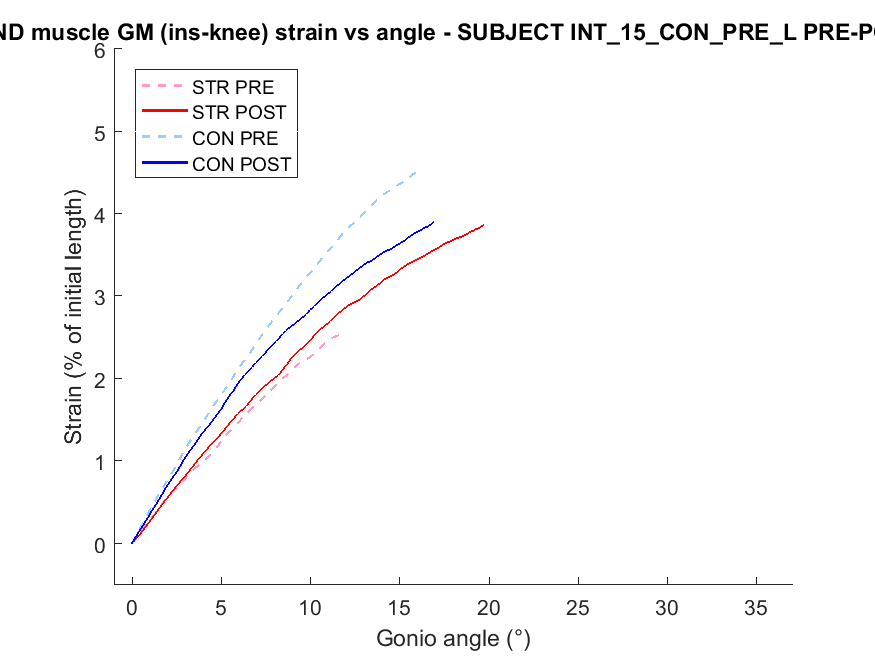 ND muscle GM (ins-knee) strain vs angle - SUBJECT INT_15_CON_PRE_L PRE-PO
6
5
4
3
2
1
0
Strain (% of initial length)
STR PRE
STR POST
CON PRE
CON POST
0 5 10 15 20 25 30 35
Gonio angle (°)